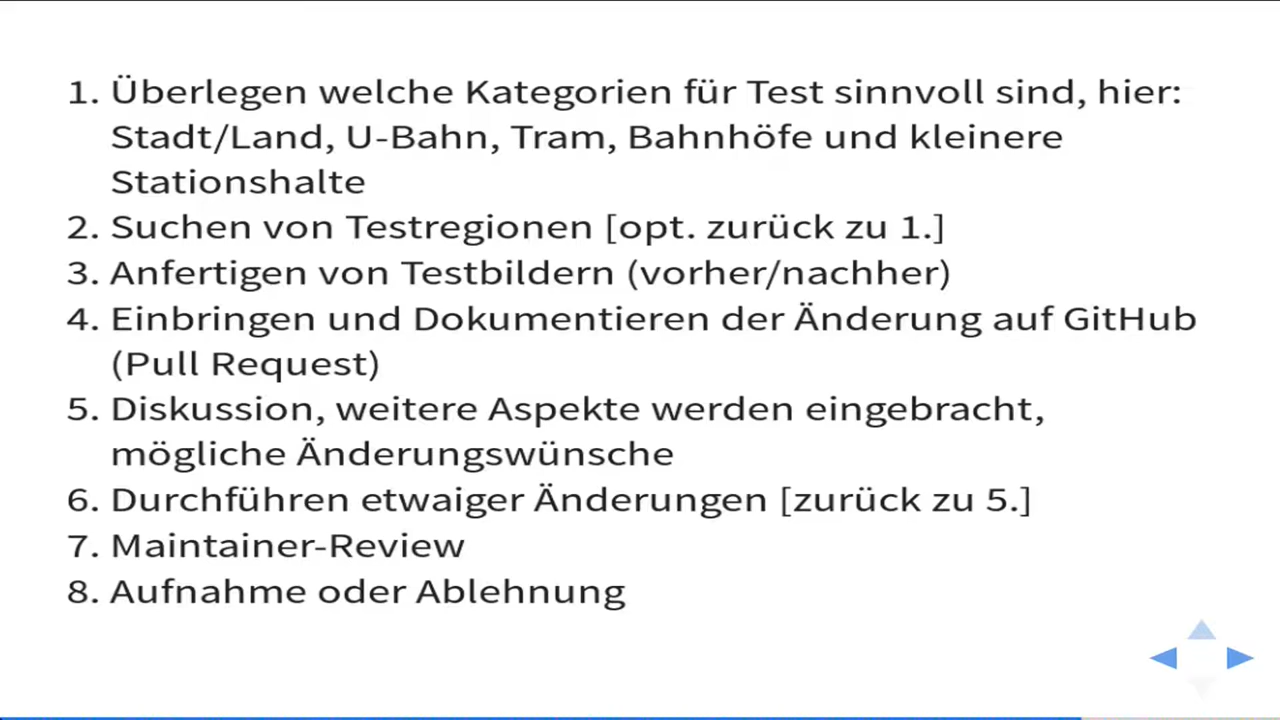 1. Überlegen welche Kategorien für Test sinnvoll sind, hier:
Stadt/Land, U-Bahn, Tram, Bahnhöfe und kleinere
Stationshalte
2. Suchen von Testregionen [opt. zurück zu 1.]
3. Anfertigen von Testbildern (vorher/nachher)
4. Einbringen und Dokumentieren der Änderung auf GitHub
(Pull Request)
5. Diskussion, weitere Aspekte werden eingebracht,
mögliche Änderungswünsche
6. Durchführen etwaiger Änderungen [zurück zu 5.]
7. Maintainer-Review
8. Aufnahme oder Ablehnung